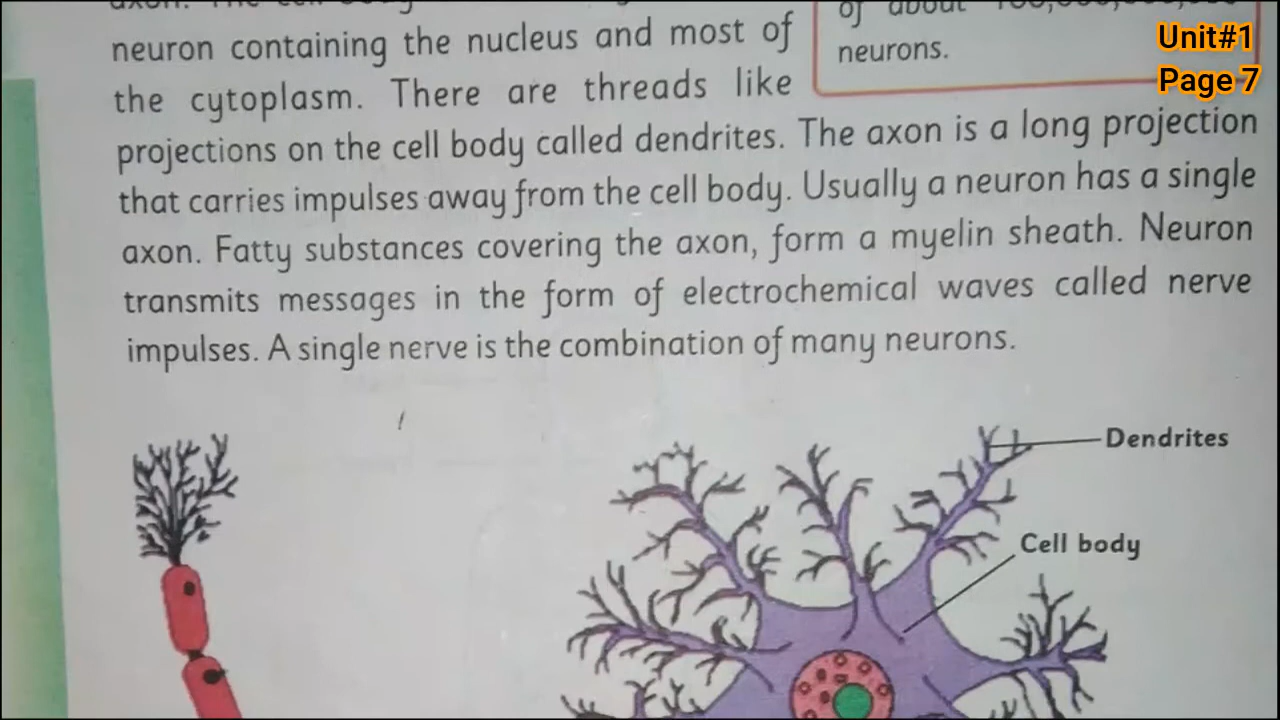 neuron containing the nucleus and most of
the cytoplasm. There are threads like
projections on the cell body called dendrites. The axon is a long projection
that carries impulses away from the cell body. Usually a neuron has a single
axon. Fatty substances covering the axon, form a myelin sheath. Neuron
transmits messages in the form of electrochemical waves called nerve
impulses. A single nerve is the combination of many neurons.
of about
neurons.
Unit#1
Page 7
Dendrites
Cell body